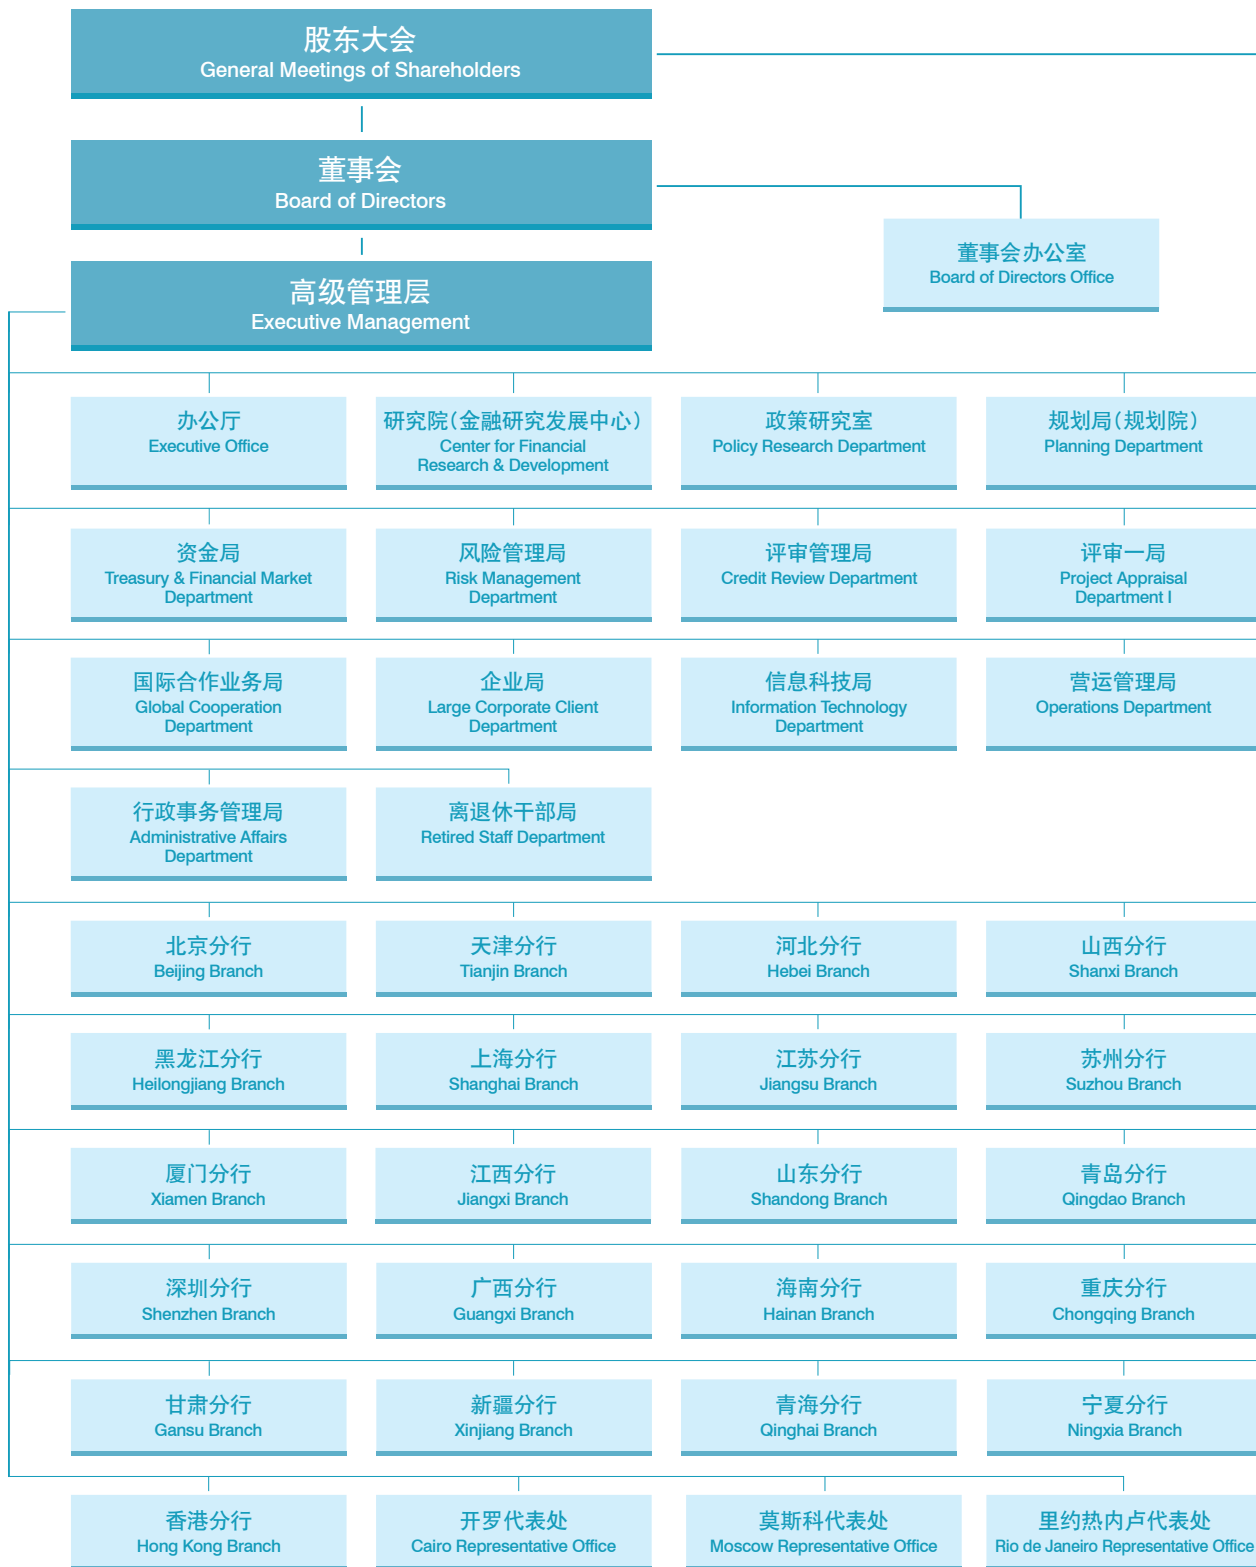 股东大会
General Meetings of Shareholders
董事会
Board of Directors
董事会办公室
Board of Directors Office
高级管理层
Executive Management
办公厅
Executive Office
研究院(金融研究发展中心)
Center for Financial
Research & Development
政策研究室
Policy Research Department
规划局(规划院)
Planning Department
资金局
Treasury & Financial Market
Department
风险管理局
Risk Management
Department
评审管理局
Credit Review Department
评审一局
Project Appraisal
Department I
国际合作业务局
Global Cooperation
Department
企业局
Large Corporate Client
Department
信息科技局
Information Technology
Department
营运管理局
Operations Department
行政事务管理局
Administrative Affairs
Department
离退休干部局
Retired Staff Department
北京分行
Beijing Branch
天津分行
Tianjin Branch
河北分行
Hebei Branch
山西分行
Shanxi Branch
黑龙江分行
Heilongjiang Branch
上海分行
Shanghai Branch
江苏分行
Jiangsu Branch
苏州分行
Suzhou Branch
厦门分行
Xiamen Branch
江西分行
Jiangxi Branch
山东分行
Shandong Branch
青岛分行
Qingdao Branch
深圳分行
Shenzhen Branch
广西分行
Guangxi Branch
海南分行
Hainan Branch
重庆分行
Chongqing Branch
甘肃分行
Gansu Branch
新疆分行
Xinjiang Branch
青海分行
Qinghai Branch
宁夏分行
Ningxia Branch
香港分行
Hong Kong Branch
开罗代表处
Cairo Representative Office
莫斯科代表处
Moscow Representative Office
里约热内卢代表处
Rio de Janeiro Representative Office